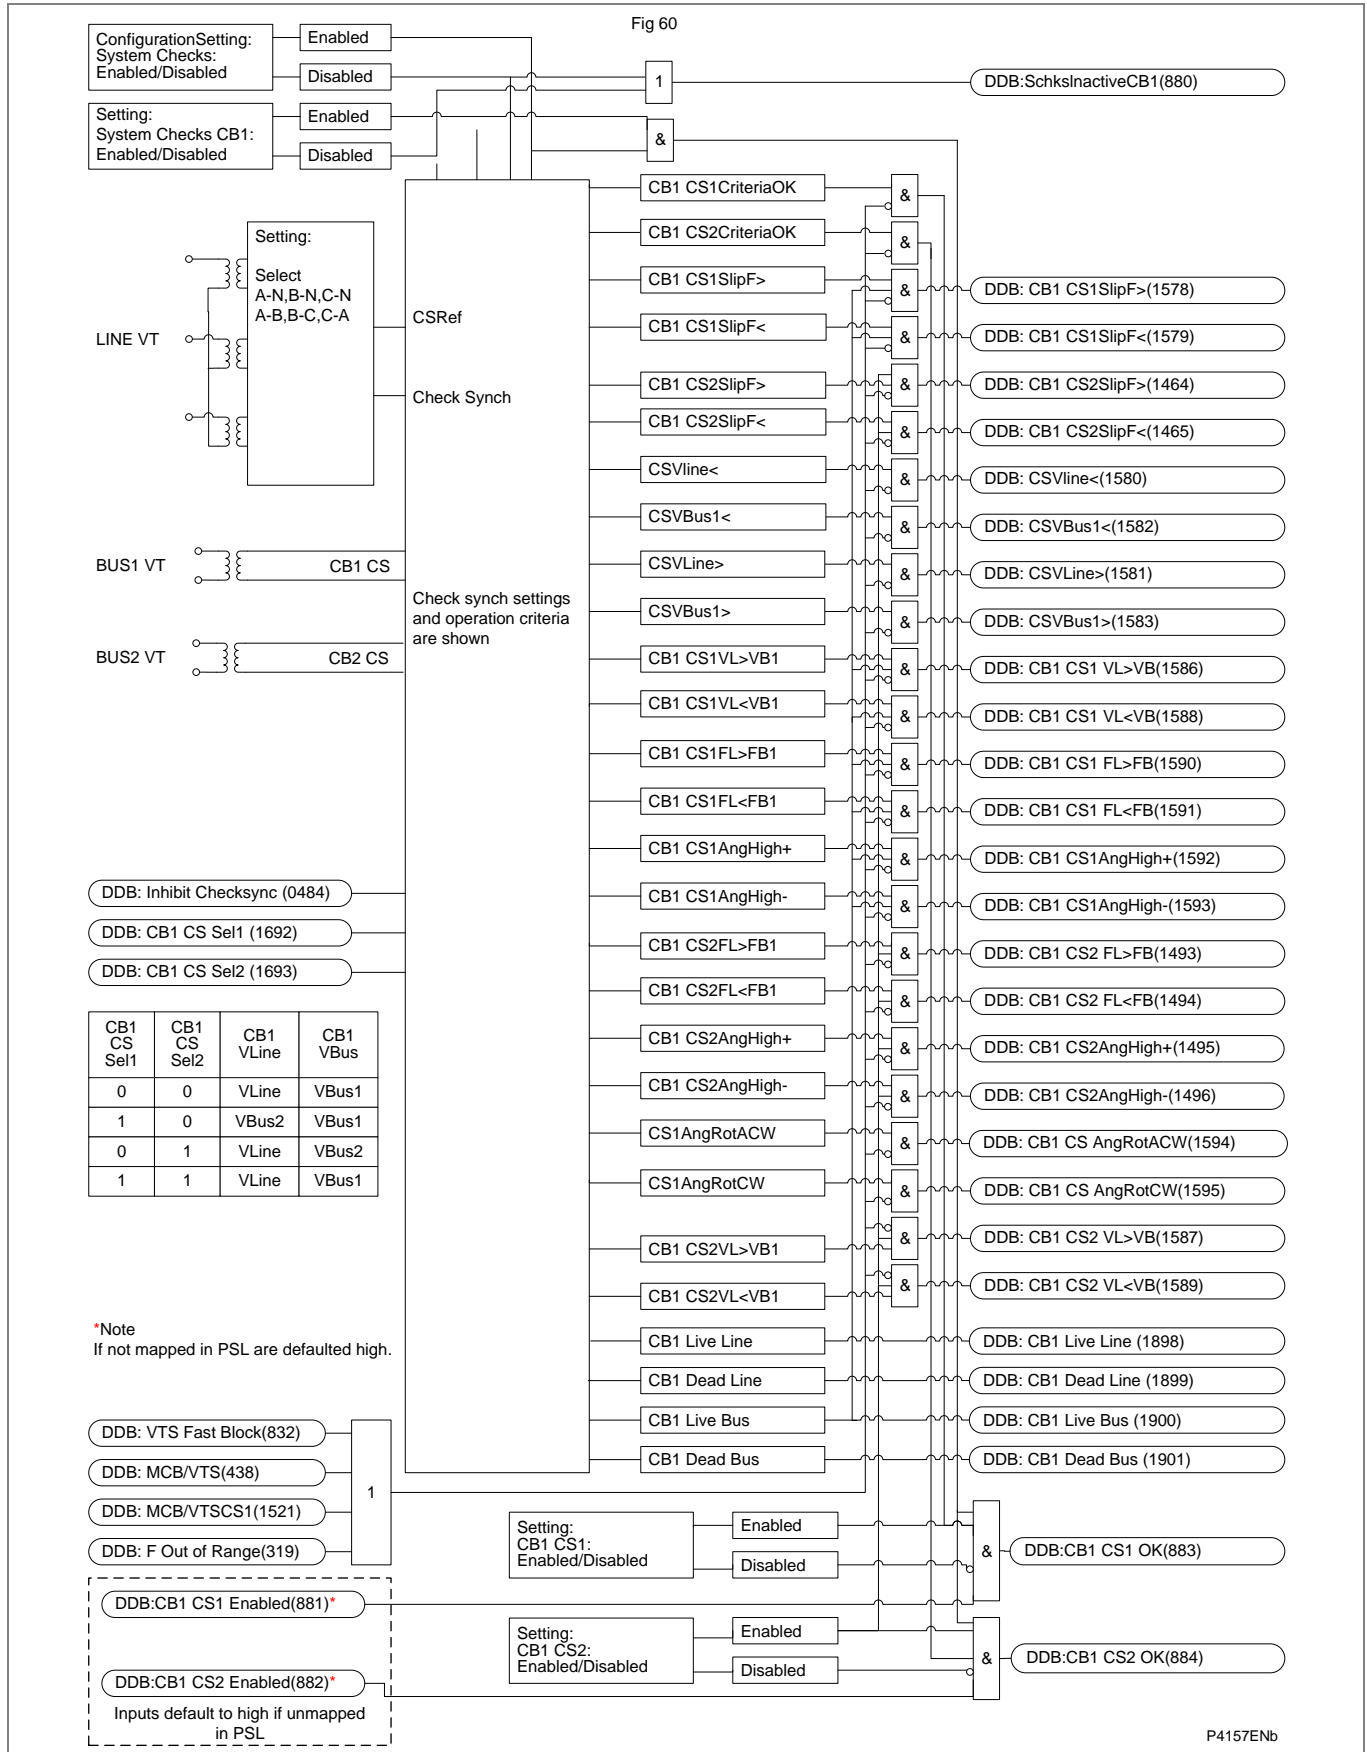 Fig 60
ConfigurationSetting:
System Checks:
Enabled/Disabled
Enabled
Disabled
1
DDB:SchksInactiveCB1(880)
Setting:
System Checks CB1:
Enabled/Disabled
Enabled
Disabled
&
LINE VT
Setting:
Select
A-N,B-N,C-N
A-B,B-C,C-A
CSRef
Check Synch
Check synch settings
and operation criteria
are shown
BUS1 VT
CB1 CS
BUS2 VT
CB2 CS
CB1 CS1CriteriaOK
&
CB1 CS2CriteriaOK
&
CB1 CS1SlipF>
&
DDB: CB1 CS1SlipF>(1578)
CB1 CS1SlipF<
&
DDB: CB1 CS1SlipF<(1579)
CB1 CS2SlipF>
&
DDB: CB1 CS2SlipF>(1464)
CB1 CS2SlipF<
&
DDB: CB1 CS2SlipF<(1465)
CSVline<
&
DDB: CSVline<(1580)
CSVBus1<
&
DDB: CSVBus1<(1582)
CSVLine>
&
DDB: CSVLine>(1581)
CSVBus1>
&
DDB: CSVBus1>(1583)
CB1 CS1VL>VB1
&
DDB: CB1 CS1 VL>VB(1586)
CB1 CS1VL<VB1
&
DDB: CB1 CS1 VL<VB(1588)
CB1 CS1FL>FB1
&
DDB: CB1 CS1 FL>FB(1590)
CB1 CS1FL<FB1
&
DDB: CB1 CS1 FL<FB(1591)
CB1 CS1AngHigh+
&
DDB: CB1 CS1AngHigh+(1592)
CB1 CS1AngHigh-
&
DDB: CB1 CS1AngHigh-(1593)
CB1 CS2FL>FB1
&
DDB: CB1 CS2 FL>FB(1493)
CB1 CS2FL<FB1
&
DDB: CB1 CS2 FL<FB(1494)
CB1 CS2AngHigh+
&
DDB: CB1 CS2AngHigh+(1495)
CB1 CS2AngHigh-
&
DDB: CB1 CS2AngHigh-(1496)
CS1AngRotACW
&
DDB: CB1 CS AngRotACW(1594)
CS1AngRotCW
&
DDB: CB1 CS AngRotCW(1595)
CB1 CS2VL>VB1
&
DDB: CB1 CS2 VL>VB(1587)
CB1 CS2VL<VB1
&
DDB: CB1 CS2 VL<VB(1589)
CB1 Live Line
DDB: CB1 Live Line (1898)
CB1 Dead Line
DDB: CB1 Dead Line (1899)
CB1 Live Bus
DDB: CB1 Live Bus (1900)
CB1 Dead Bus
DDB: CB1 Dead Bus (1901)
DDB: Inhibit Checksync (0484)
DDB: CB1 CS Sel1 (1692)
DDB: CB1 CS Sel2 (1693)
CB1 CS Sel1 CB1 CS Sel2 CB1 VLine CB1 VBus
0 0 VLine VBus1
1 0 VBus2 VBus1
0 1 VLine VBus2
1 1 VLine VBus1
*Note
If not mapped in PSL are defaulted high.
DDB: VTS Fast Block(832)
DDB: MCB/VTS(438)
DDB: MCB/VTSCS1(1521)
DDB: F Out of Range(319)
1
DDB:CB1 CS1 Enabled(881)*
DDB:CB1 CS2 Enabled(882)*
Inputs default to high if unmapped
in PSL
Setting:
CB1 CS1:
Enabled/Disabled
Enabled
Disabled
&
DDB:CB1 CS1 OK(883)
Setting:
CB1 CS2:
Enabled/Disabled
Enabled
Disabled
&
DDB:CB1 CS2 OK(884)
P4157ENb